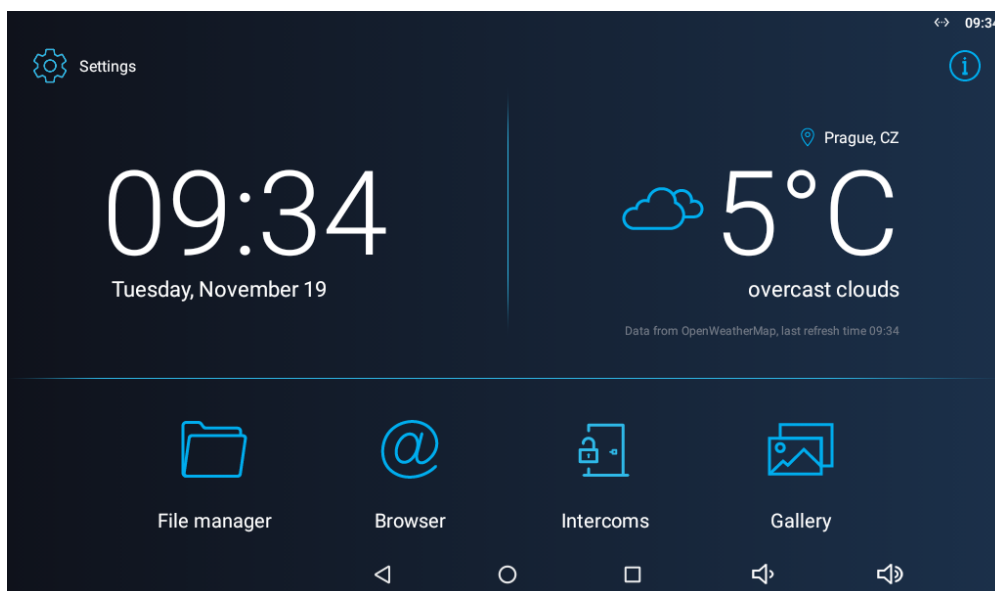 09:34
Settings
Prague, CZ
09:34
5°C
Tuesday, November 19
overcast clouds
Data from OpenWeatherMap, last refresh time 09:34
File manager
Browser
Intercoms
Gallery